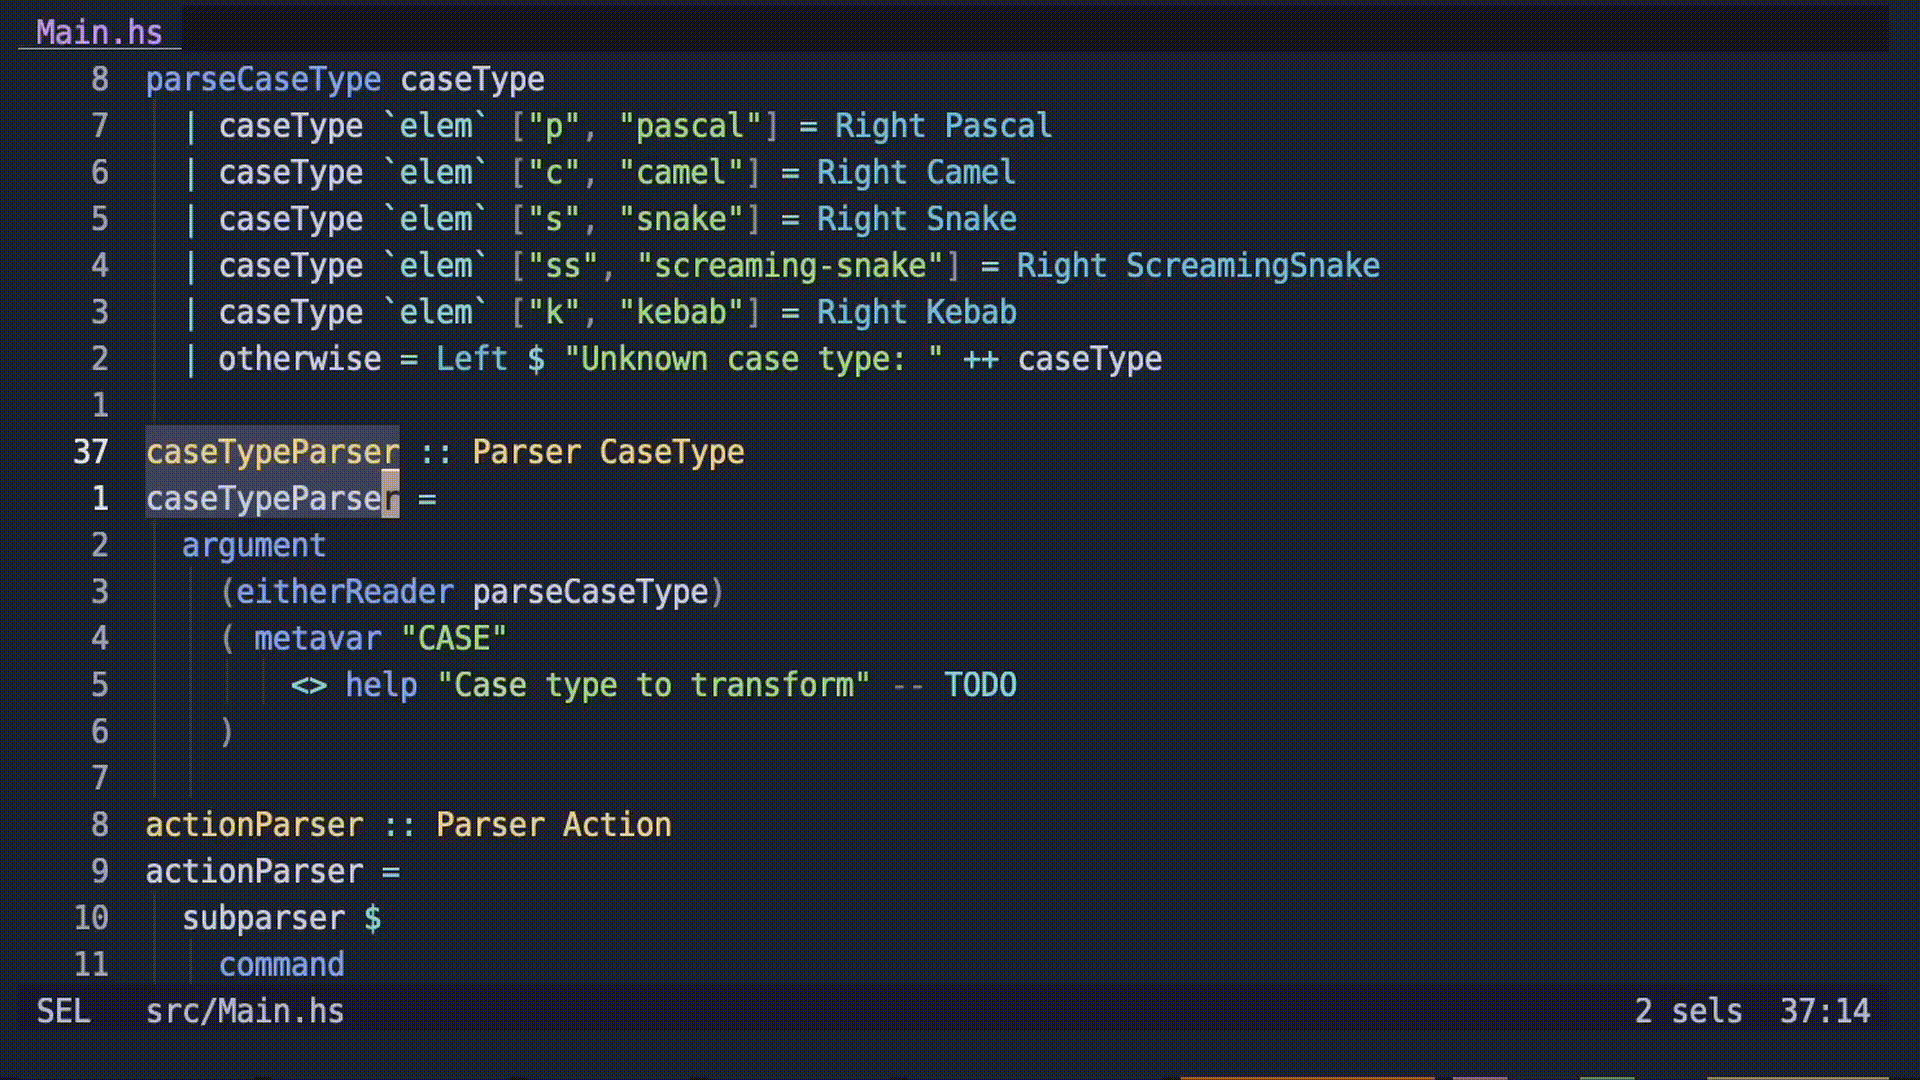 Main.hs
8 parseCaseType caseType
7   | caseType `elem` ["p", "pascal"] = Right Pascal
6   | caseType `elem` ["c", "camel"] = Right Camel
5   | caseType `elem` ["s", "snake"] = Right Snake
4   | caseType `elem` ["ss", "screaming-snake"] = Right ScreamingSnake
3   | caseType `elem` ["k", "kebab"] = Right Kebab
2   | otherwise = Left $ "Unknown case type: " ++ caseType
1
37 caseTypeParser :: Parser CaseType
1 caseTypeParser =
2   argument
3     (eitherReader parseCaseType)
4     ( metavar "CASE"
5         <> help "Case type to transform" -- TODO
6     )
7
8 actionParser :: Parser Action
9 actionParser =
10   subparser $
11     command
SEL src/Main.hs 2 sels 37:14